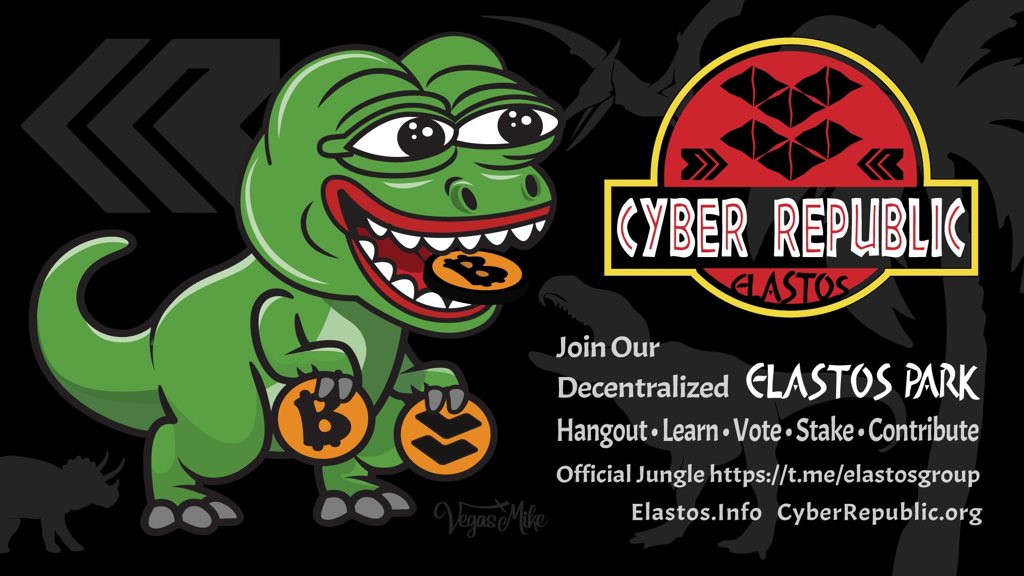 CYBER REPUBLIC
ELASTOS
Join Our
Decentralized ELASTOS PARK
Hangout • Learn • Vote • Stake • Contribute
Official Jungle https://t.me/elastosgroup
Elastos.Info CyberRepublic.org
Vegas Mike